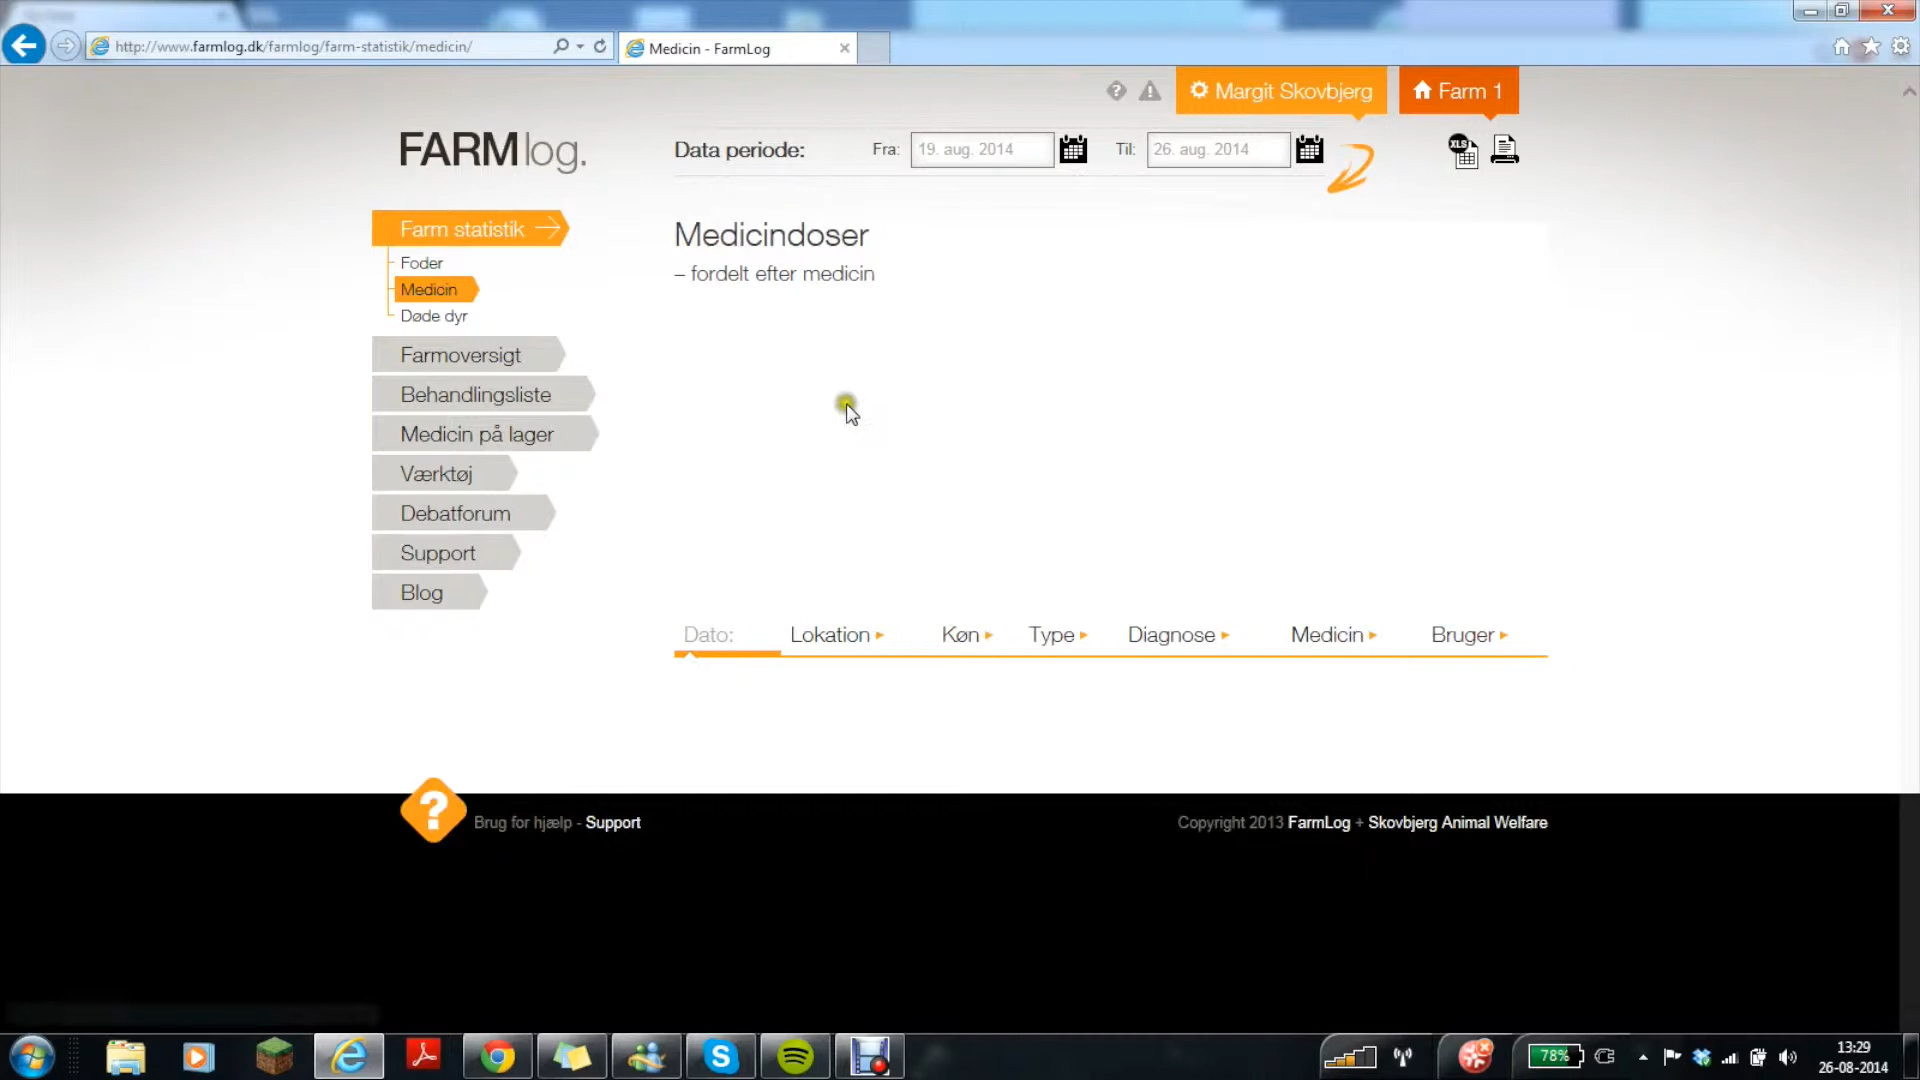 http://www.farmlog.dk/farmlog/farm-statistik/medicin/
Medicin - FarmLog
Margit Skovbjerg
Farm 1
FARMlog.
Data periode:
Fra:
19. aug. 2014
Til:
26. aug. 2014
XLS
Farm statistik
Foder
Medicin
Døde dyr
Farmoversigt
Behandlingsliste
Medicin på lager
Værktøj
Debatforum
Support
Blog
Medicindoser
– fordelt efter medicin
Dato:
Lokation
Køn
Type
Diagnose
Medicin
Bruger
Brug for hjælp - Support
Copyright 2013 FarmLog + Skovbjerg Animal Welfare
78%
13:29
26-08-2014